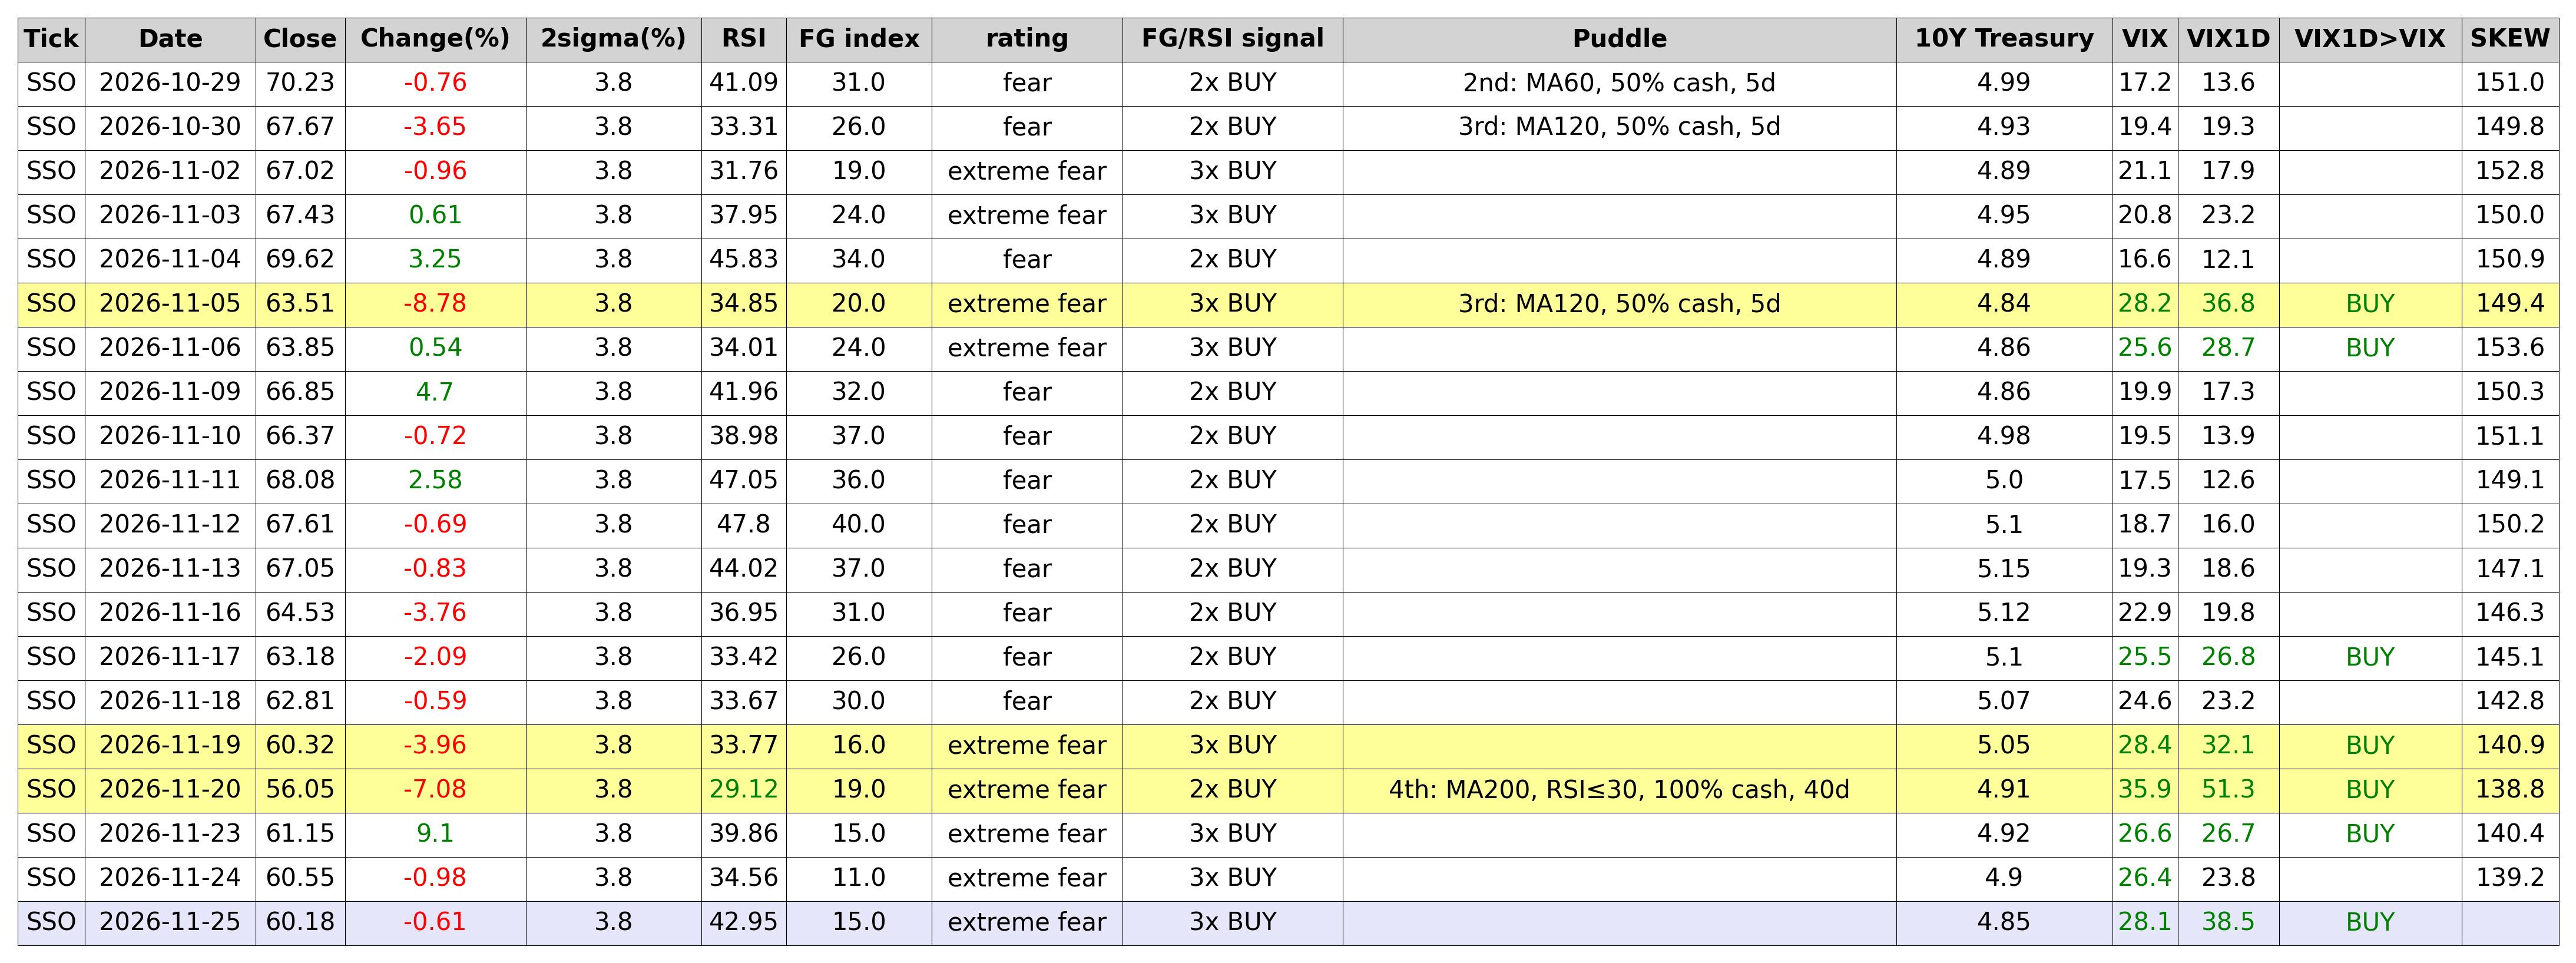 Tick Date Close Change(%) 2sigma(%) RSI FG index rating FG/RSI signal Puddle 10Y Treasury VIX VIX1D VIX1D>VIX SKEW
SSO 2026-10-29 70.23 -0.76 3.8 41.09 31.0 fear 2x BUY 2nd: MA60, 50% cash, 5d 4.99 17.2 13.6 151.0
SSO 2026-10-30 67.67 -3.65 3.8 33.31 26.0 fear 2x BUY 3rd: MA120, 50% cash, 5d 4.93 19.4 19.3 149.8
SSO 2026-11-02 67.02 -0.96 3.8 31.76 19.0 extreme fear 3x BUY 4.89 21.1 17.9 152.8
SSO 2026-11-03 67.43 0.61 3.8 37.95 24.0 extreme fear 3x BUY 4.95 20.8 23.2 150.0
SSO 2026-11-04 69.62 3.25 3.8 45.83 34.0 fear 2x BUY 4.89 16.6 12.1 150.9
SSO 2026-11-05 63.51 -8.78 3.8 34.85 20.0 extreme fear 3x BUY 3rd: MA120, 50% cash, 5d 4.84 28.2 36.8 BUY 149.4
SSO 2026-11-06 63.85 0.54 3.8 34.01 24.0 extreme fear 3x BUY 4.86 25.6 28.7 BUY 153.6
SSO 2026-11-09 66.85 4.7 3.8 41.96 32.0 fear 2x BUY 4.86 19.9 17.3 150.3
SSO 2026-11-10 66.37 -0.72 3.8 38.98 37.0 fear 2x BUY 4.98 19.5 13.9 151.1
SSO 2026-11-11 68.08 2.58 3.8 47.05 36.0 fear 2x BUY 5.0 17.5 12.6 149.1
SSO 2026-11-12 67.61 -0.69 3.8 47.8 40.0 fear 2x BUY 5.1 18.7 16.0 150.2
SSO 2026-11-13 67.05 -0.83 3.8 44.02 37.0 fear 2x BUY 5.15 19.3 18.6 147.1
SSO 2026-11-16 64.53 -3.76 3.8 36.95 31.0 fear 2x BUY 5.12 22.9 19.8 146.3
SSO 2026-11-17 63.18 -2.09 3.8 33.42 26.0 fear 2x BUY 5.1 25.5 26.8 BUY 145.1
SSO 2026-11-18 62.81 -0.59 3.8 33.67 30.0 fear 2x BUY 5.07 24.6 23.2 142.8
SSO 2026-11-19 60.32 -3.96 3.8 33.77 16.0 extreme fear 3x BUY 5.05 28.4 32.1 BUY 140.9
SSO 2026-11-20 56.05 -7.08 3.8 29.12 19.0 extreme fear 2x BUY 4th: MA200, RSI≤30, 100% cash, 40d 4.91 35.9 51.3 BUY 138.8
SSO 2026-11-23 61.15 9.1 3.8 39.86 15.0 extreme fear 3x BUY 4.92 26.6 26.7 BUY 140.4
SSO 2026-11-24 60.55 -0.98 3.8 34.56 11.0 extreme fear 3x BUY 4.9 26.4 23.8 139.2
SSO 2026-11-25 60.18 -0.61 3.8 42.95 15.0 extreme fear 3x BUY 4.85 28.1 38.5 BUY